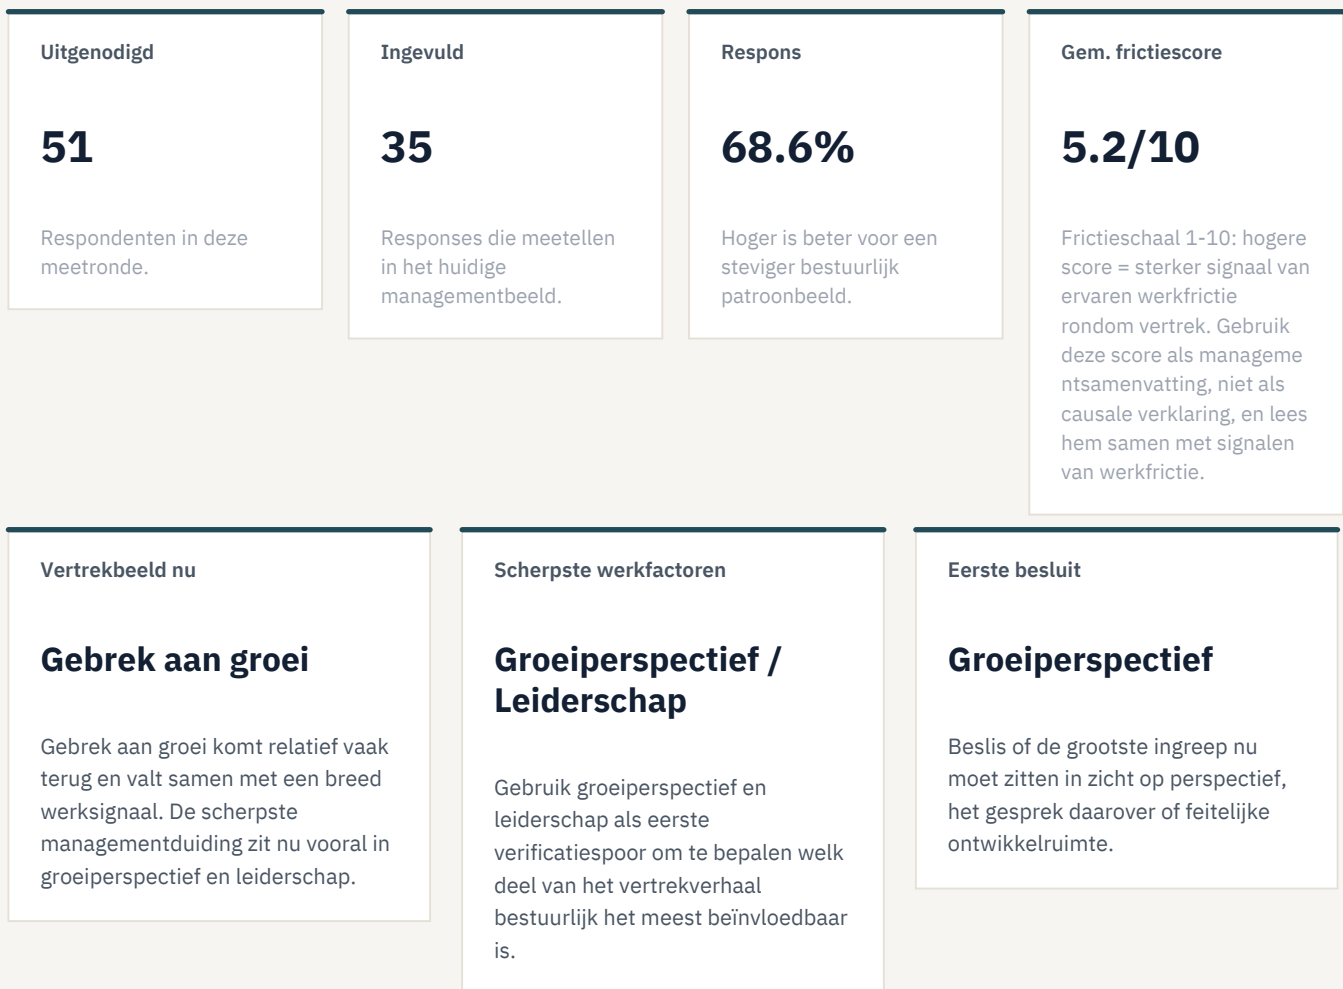 Uitgenodigd
51
Respondenten in deze
meetronde.
Ingevuld
35
Responses die meetellen
in het huidige
managementbeeld.
Respons
68.6%
Hoger is beter voor een
steviger bestuurlijk
patroonbeeld.
Gem. frictiescore
5.2/10
Frictieschaal 1-10: hogere
score = sterker signaal van
ervaren werkfrictie
rondom vertrek. Gebruik
deze score als manageme
ntsamenvatting, niet als
causale verklaring, en lees
hem samen met signalen
van werkfrictie.
Vertrekbeeld nu
Gebrek aan groei
Gebrek aan groei komt relatief vaak
terug en valt samen met een breed
werksignaal. De scherpste
managementduiding zit nu vooral in
groeiperspectief en leiderschap.
Scherpste werkfactoren
Groeiperspectief /
Leiderschap
Gebruik groeiperspectief en
leiderschap als eerste
verificatiespoor om te bepalen welk
deel van het vertrekverhaal
bestuurlijk het meest beïnvloedbaar
is.
Eerste besluit
Groeiperspectief
Beslis of de grootste ingreep nu
moet zitten in zicht op perspectief,
het gesprek daarover of feitelijke
ontwikkelruimte.